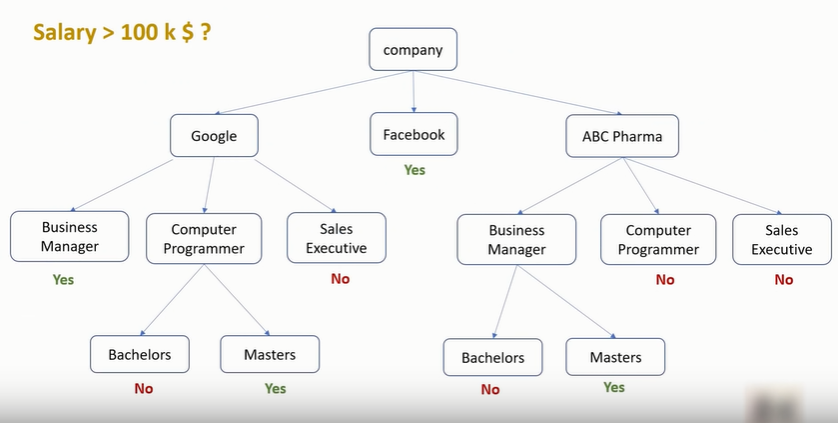 Salary > 100 k $ ?
company
Google
Facebook
ABC Pharma
Yes
Business
Manager
Computer
Programmer
Sales
Executive
Business
Manager
Computer
Programmer
Sales
Executive
Yes
No
No
No
Bachelors
Masters
Bachelors
Masters
No
Yes
No
Yes